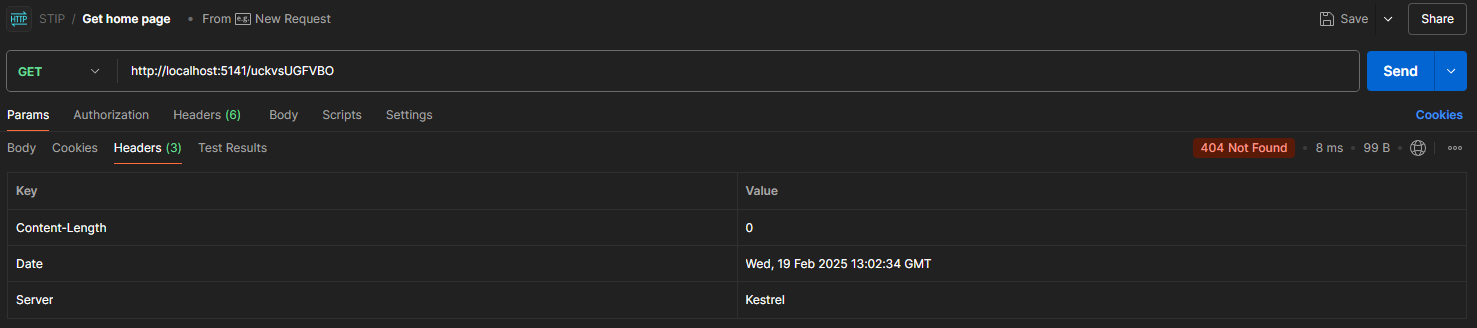 HTTP STIP / Get home page • From e.g. New Request Save Share
GET http://localhost:5141/uckvsUGFVBO Send
Params Authorization Headers (6) Body Scripts Settings Cookies
Body Cookies Headers (3) Test Results 404 Not Found • 8 ms • 99 B •
Key Value
Content-Length 0
Date Wed, 19 Feb 2025 13:02:34 GMT
Server Kestrel